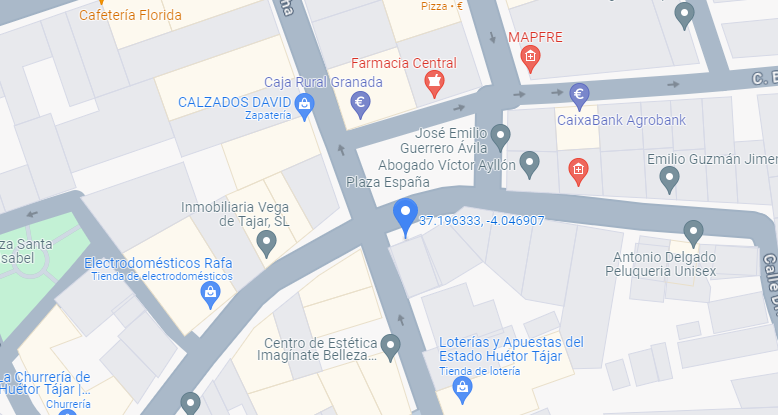 Cafetería Florida
Pizza • €
MAPFRE
Farmacia Central
Caja Rural Granada
CALZADOS DAVID
Zapatería
CaixaBank Agrobank
José Emilio
Guerrero Ávila
Abogado Víctor Ayllón
Emilio Guzmán Jimen
Plaza España
Inmobiliaria Vega
de Tajar, SL
37.196333, -4.046907
za Santa
sabel
Electrodomésticos Rafa
Tienda de electrodomésticos
Antonio Delgado
Peluqueria Unisex
Centro de Estética
Imagínate Belleza...
Loterías y Apuestas del
Estado Huétor Tájar
Tienda de lotería
La Churrería de
Huétor Tájar |...
Churrería